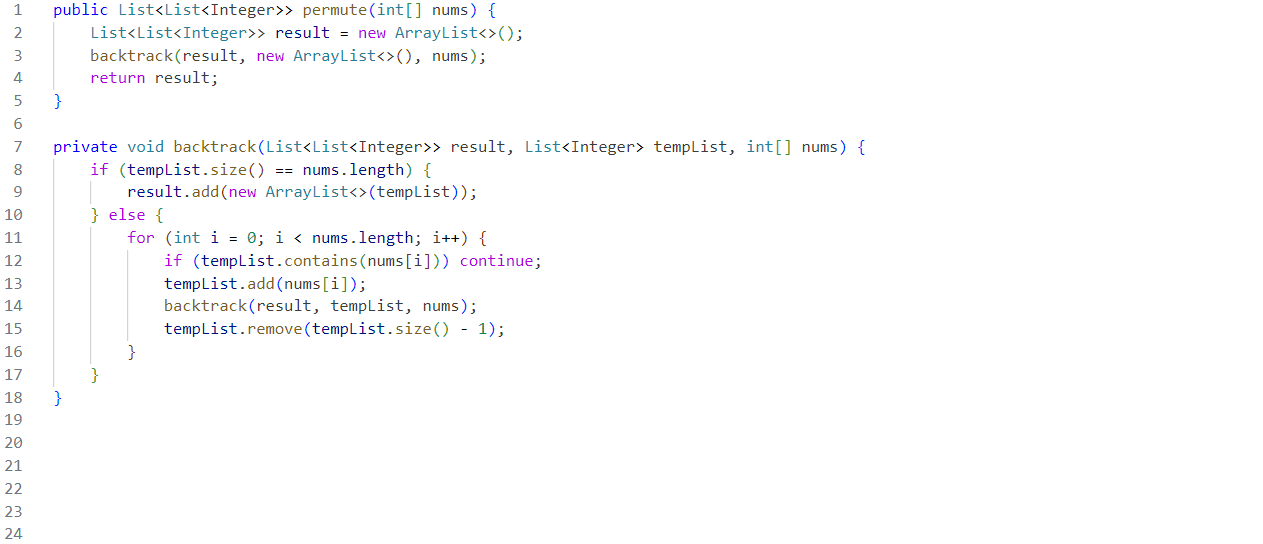 1 public List<List<Integer>> permute(int[] nums) {
2     List<List<Integer>> result = new ArrayList<>();
3     backtrack(result, new ArrayList<>(), nums);
4     return result;
5 }
6
7 private void backtrack(List<List<Integer>> result, List<Integer> tempList, int[] nums) {
8     if (tempList.size() == nums.length) {
9         result.add(new ArrayList<>(tempList));
10     } else {
11         for (int i = 0; i < nums.length; i++) {
12             if (tempList.contains(nums[i])) continue;
13             tempList.add(nums[i]);
14             backtrack(result, tempList, nums);
15             tempList.remove(tempList.size() - 1);
16         }
17     }
18 }
19
20
21
22
23
24